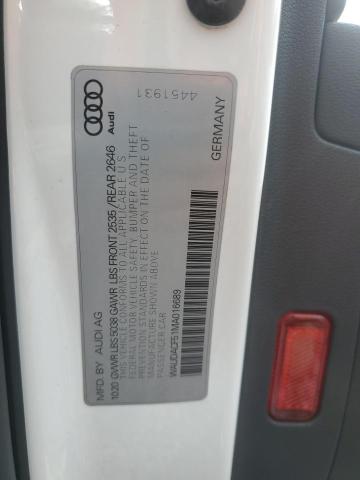 MFD. BY AUDI AG
10.20 GVWR LBS 5038 GAWR LBS FRONT 2535 / REAR 2646
THIS VEHICLE CONFORMS TO ALL APPLICABLE U S
FEDERAL MOTOR VEHICLE SAFETY, BUMPER AND THEFT
PREVENTION STANDARDS IN EFFECT ON THE DATE OF
MANUFACTURE SHOWN ABOVE.
PASSENGER CAR
WAUDACF51MA016689
Audi
4451931
GERMANY